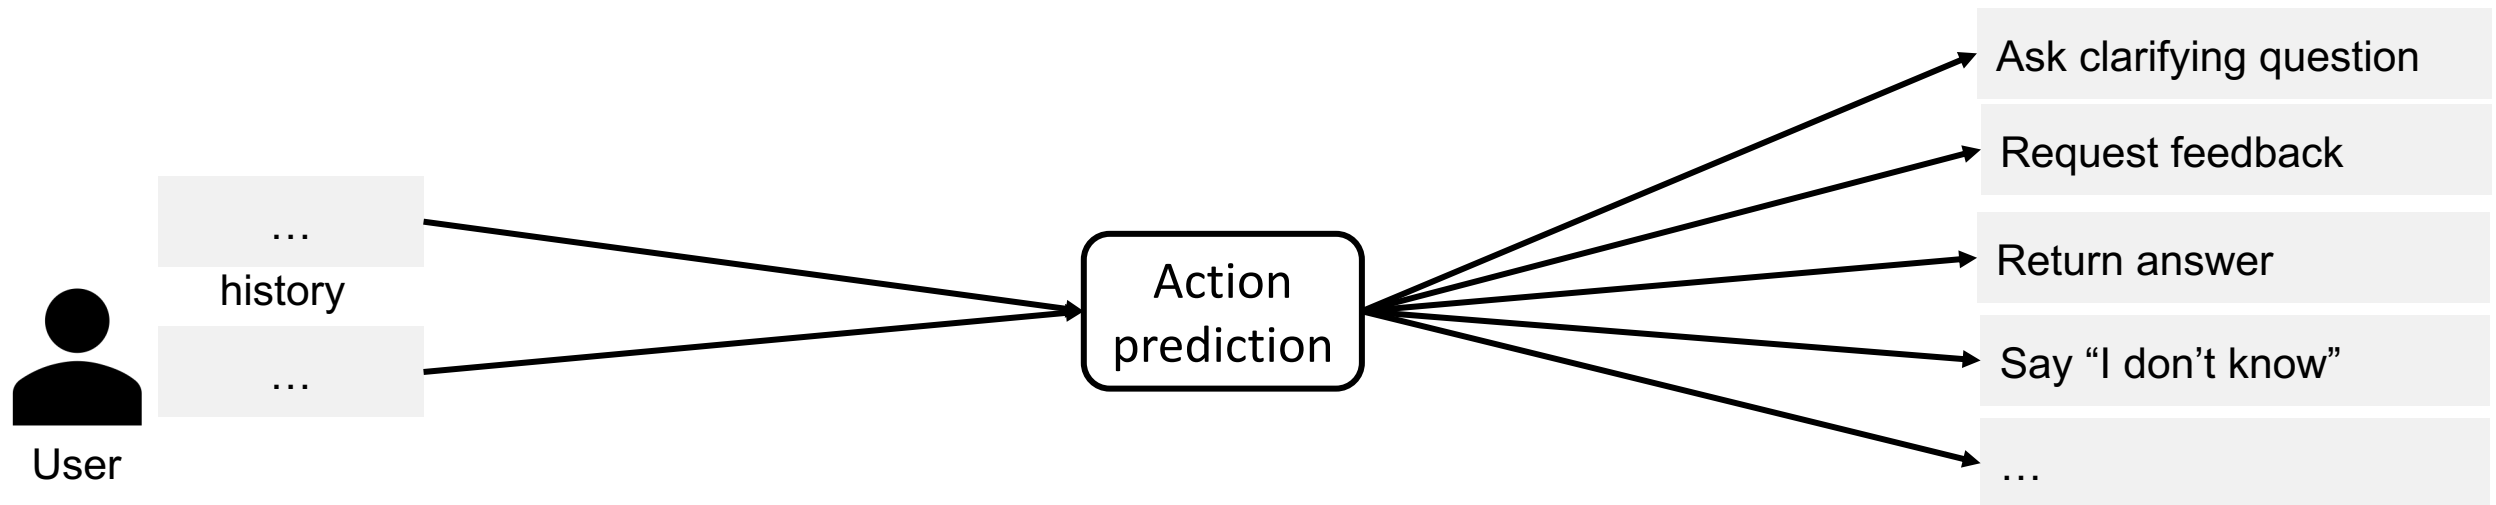 …
history
…
User
Action
prediction
Ask clarifying question
Request feedback
Return answer
Say “I don’t know”
…